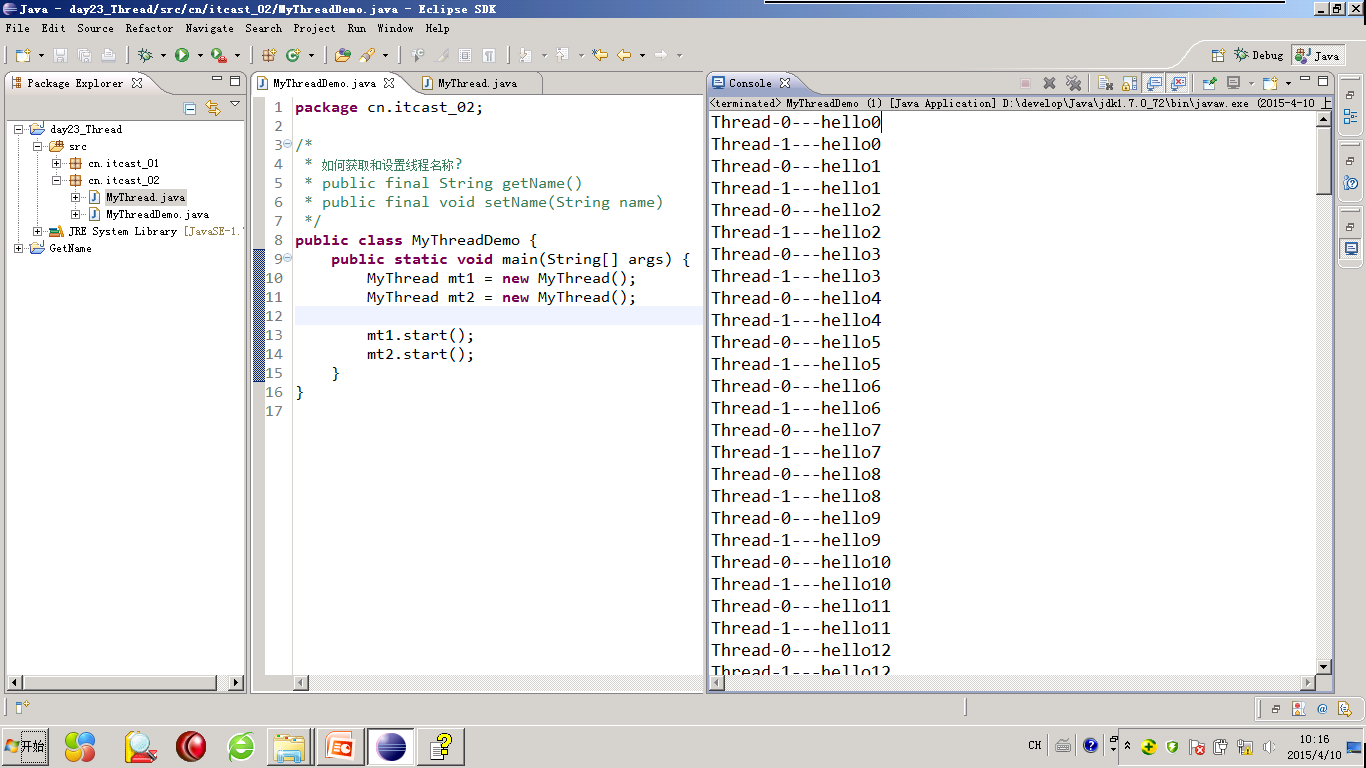 Java - day23_Thread/src/cn/itcast_02/MyThreadDemo.java - Eclipse SDK
File Edit Source Refactor Navigate Search Project Run Window Help
Debug Java
Package Explorer
day23_Thread
src
cn.itcast_01
cn.itcast_02
MyThread.java
MyThreadDemo.java
JRE System Library [JavaSE-1.
GetName
MyThreadDemo.java MyThread.java
1 package cn.itcast_02;
2
3 /*
4 * 如何获取和设置线程名称?
5 * public final String getName()
6 * public final void setName(String name)
7 */
8 public class MyThreadDemo {
9 public static void main(String[] args) {
10 MyThread mt1 = new MyThread();
11 MyThread mt2 = new MyThread();
12
13 mt1.start();
14 mt2.start();
15 }
16 }
17
Console
<terminated> MyThreadDemo (1) [Java Application] D:\develop\Java\jdk1.7.0_72\bin\javaw.exe (2015-4-10 上
Thread-0---hello0
Thread-1---hello0
Thread-0---hello1
Thread-1---hello1
Thread-0---hello2
Thread-1---hello2
Thread-0---hello3
Thread-1---hello3
Thread-0---hello4
Thread-1---hello4
Thread-0---hello5
Thread-1---hello5
Thread-0---hello6
Thread-1---hello6
Thread-0---hello7
Thread-1---hello7
Thread-0---hello8
Thread-1---hello8
Thread-0---hello9
Thread-1---hello9
Thread-0---hello10
Thread-1---hello10
Thread-0---hello11
Thread-1---hello11
Thread-0---hello12
Thread-1---hello12
开始
CH
10:16
2015/4/10